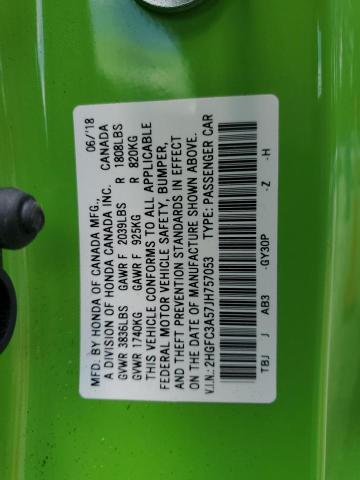 MFD. BY HONDA OF CANADA MFG., 06/'18
A DIVISION OF HONDA CANADA INC. CANADA
GVWR 3836LBS GAWR F 2039LBS R 1808LBS
GVWR 1740KG GAWR F 925KG R 820KG
THIS VEHICLE CONFORMS TO ALL APPLICABLE
FEDERAL MOTOR VEHICLE SAFETY, BUMPER,
AND THEFT PREVENTION STANDARDS IN EFFECT
ON THE DATE OF MANUFACTURE SHOWN ABOVE.
V.I.N.: 2HGFC3A57JH757053 TYPE: PASSENGER CAR
TBJ J AB3 -GY30P -Z -H